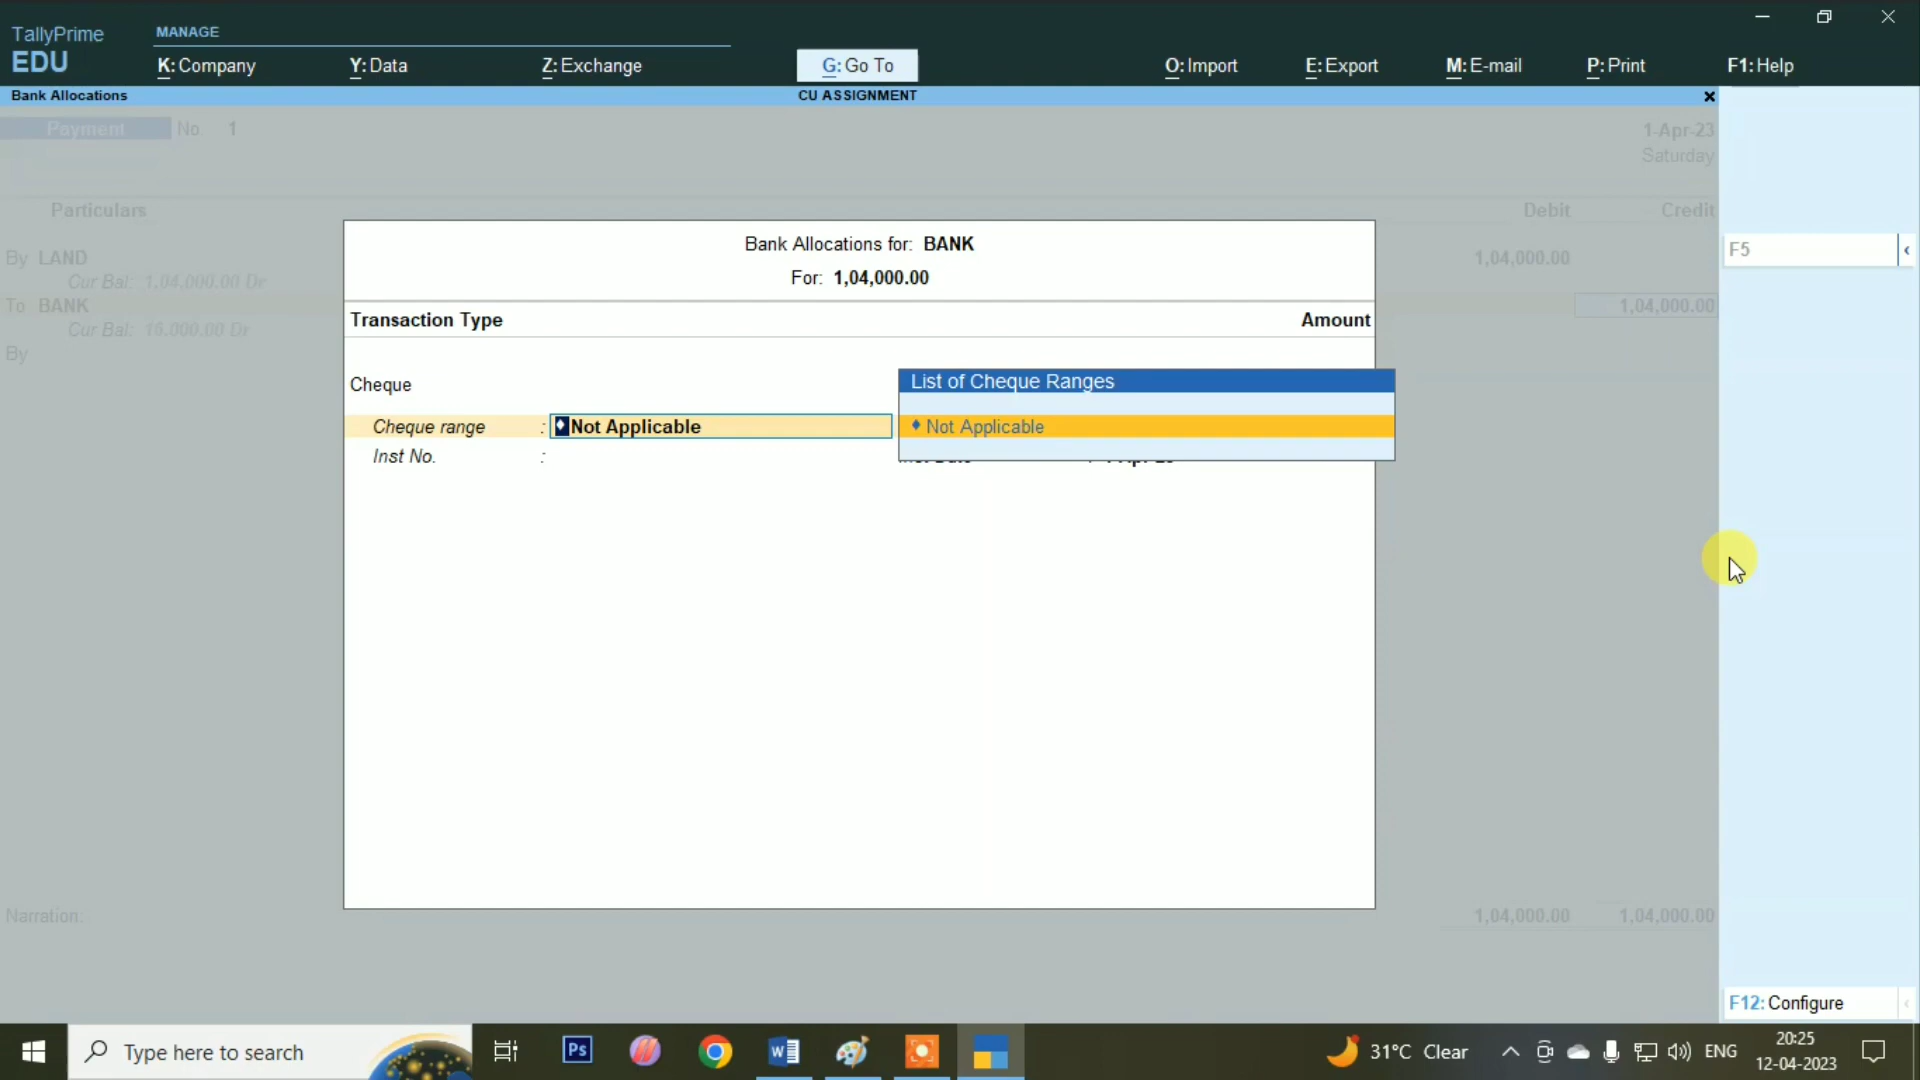 TallyPrime
EDU
MANAGE
K: Company
Y: Data
Z: Exchange
G: Go To
O: Import
E: Export
M: E-mail
P: Print
F1: Help
Bank Allocations
CU ASSIGNMENT
Payment No. 1
1-Apr-23
Saturday
Particulars
Debit
Credit
By LAND
1,04,000.00
Cur Bal: 1,04,000.00 Dr
To BANK
1,04,000.00
Cur Bal: 16,000.00 Dr
By
Bank Allocations for: BANK
For: 1,04,000.00
Transaction Type
Amount
Cheque
Cheque range : Not Applicable
Inst No. :
List of Cheque Ranges
Not Applicable
F5
Narration:
1,04,000.00
1,04,000.00
F12: Configure
Type here to search
Ps
31°C Clear
ENG
20:25
12-04-2023